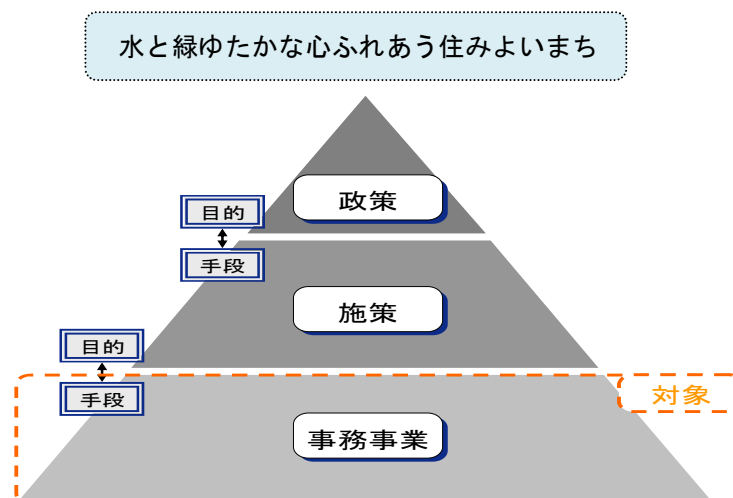 水と緑ゆたかな心ふれあう住みよいまち
政策
目的
手段
施策
目的
手段
対象
事務事業